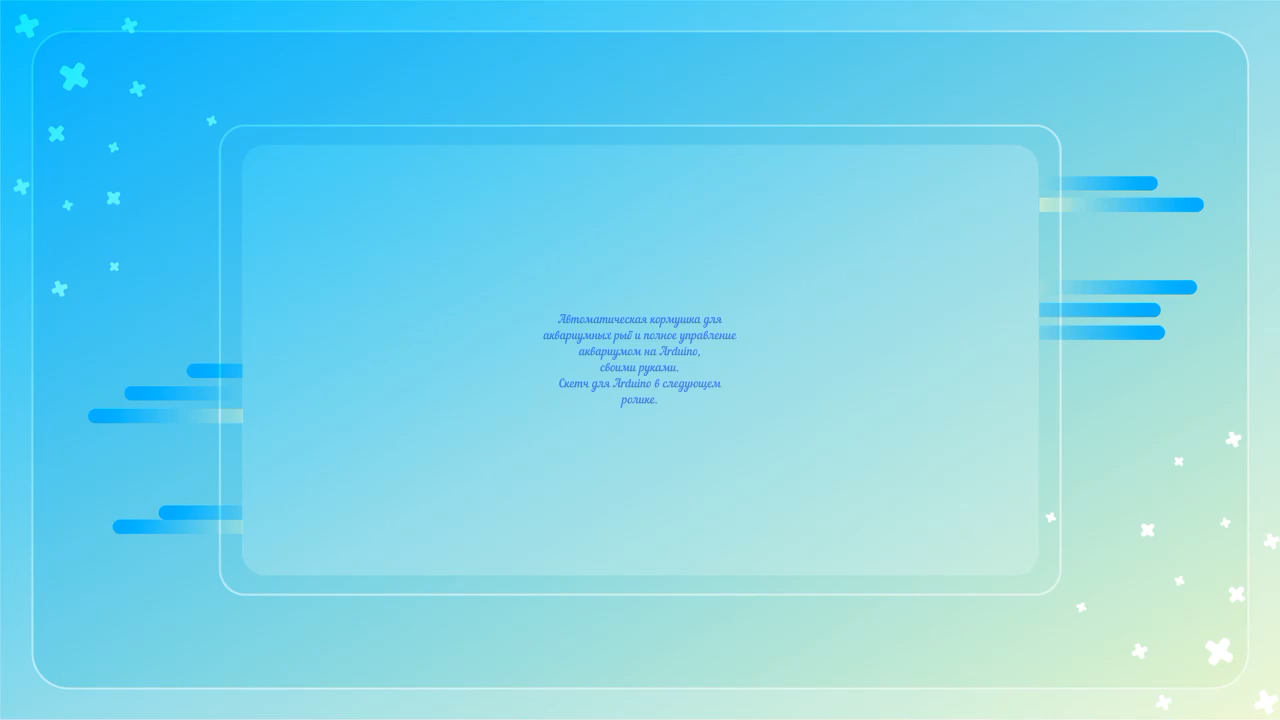 Автоматическая кормушка для
аквариумных рыб и полное управление
аквариумом на Arduino,
своими руками.
Скетч для Arduino в следующем
ролике.